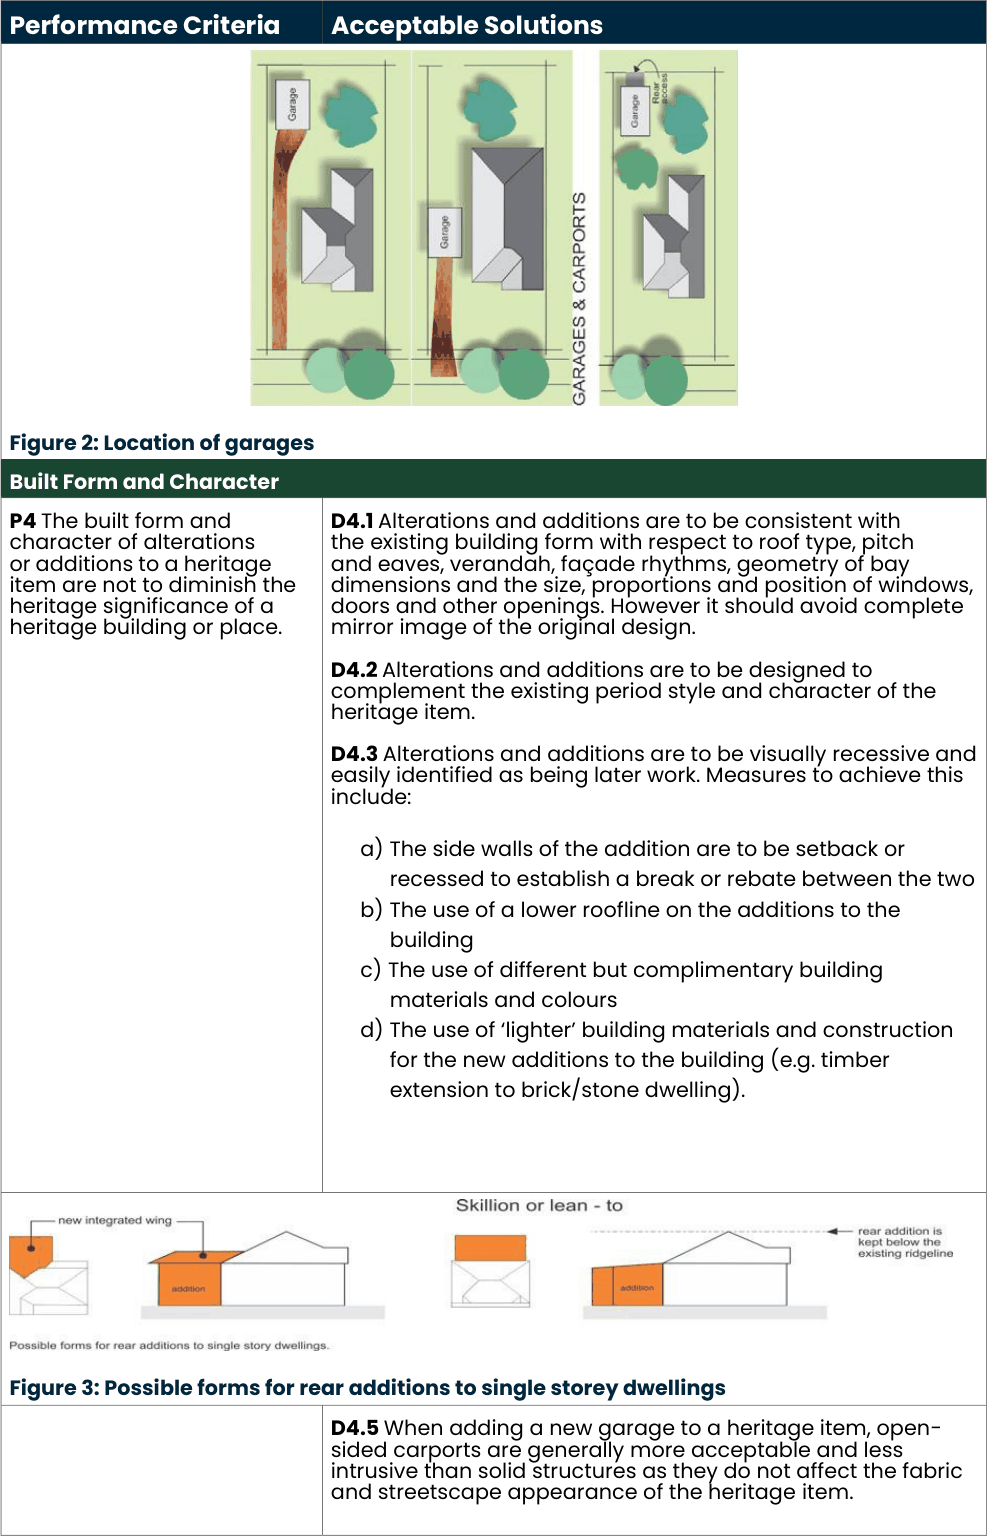 Performance Criteria
Acceptable Solutions
Garage
Garage
GARAGES & CARPORTS
Garage
Rear
access
Figure 2: Location of garages
Built Form and Character
P4 The built form and
character of alterations
or additions to a heritage
item are not to diminish the
heritage significance of a
heritage building or place.
D4.1 Alterations and additions are to be consistent with
the existing building form with respect to roof type, pitch
and eaves, verandah, façade rhythms, geometry of bay
dimensions and the size, proportions and position of windows,
doors and other openings. However it should avoid complete
mirror image of the original design.
D4.2 Alterations and additions are to be designed to
complement the existing period style and character of the
heritage item.
D4.3 Alterations and additions are to be visually recessive and
easily identified as being later work. Measures to achieve this
include:
a) The side walls of the addition are to be setback or
recessed to establish a break or rebate between the two
b) The use of a lower roofline on the additions to the
building
c) The use of different but complimentary building
materials and colours
d) The use of ‘lighter’ building materials and construction
for the new additions to the building (e.g. timber
extension to brick/stone dwelling).
new integrated wing
addition
Skillion or lean - to
addition
rear addition is
kept below the
existing ridgeline
Possible forms for rear additions to single story dwellings.
Figure 3: Possible forms for rear additions to single storey dwellings
D4.5 When adding a new garage to a heritage item, open-
sided carports are generally more acceptable and less
intrusive than solid structures as they do not affect the fabric
and streetscape appearance of the heritage item.